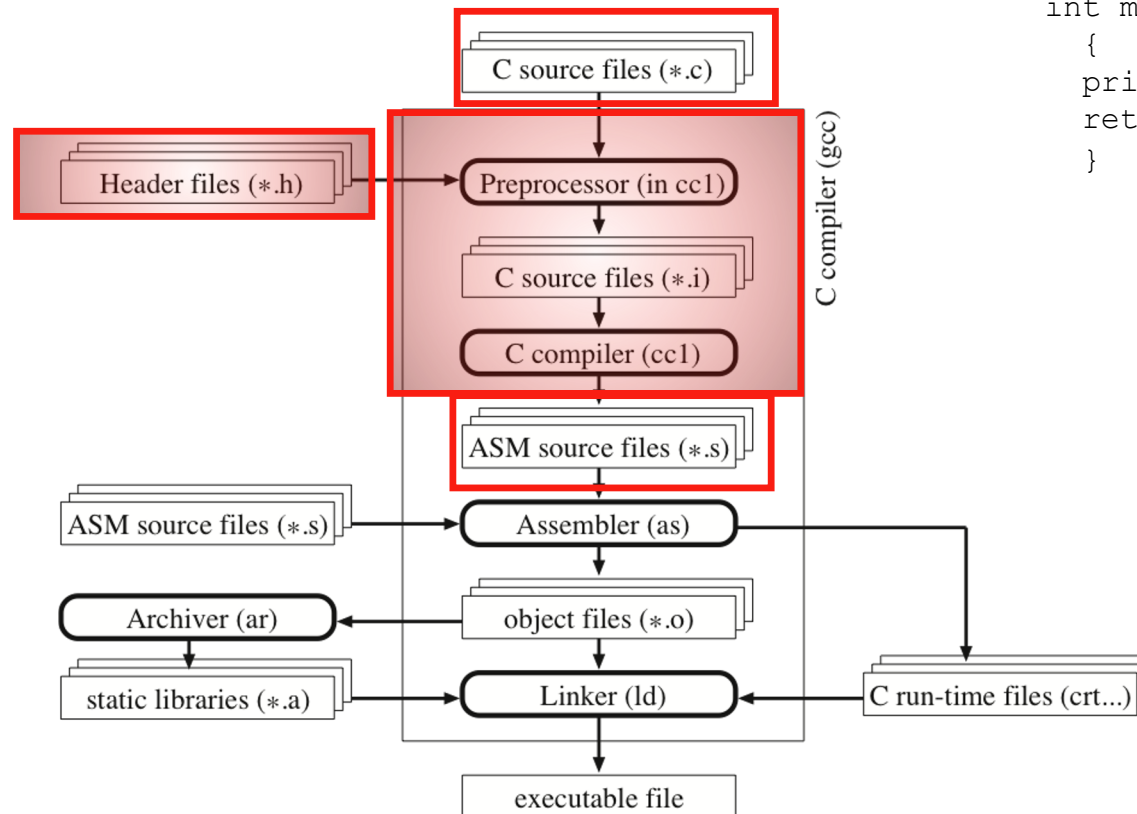 int m
{
pri
ret
}
C source files (*.c)
C compiler (gcc)
Header files (*.h)
Preprocessor (in cc1)
C source files (*.i)
C compiler (cc1)
ASM source files (*.s)
ASM source files (*.s)
Assembler (as)
Archiver (ar)
object files (*.o)
static libraries (*.a)
Linker (ld)
C run-time files (crt...)
executable file